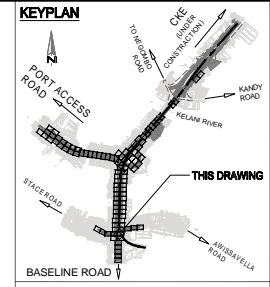 KEYPLAN
N
CKE
(UNDER
CONSTRACTION)
TO NEGOMBO
ROAD
PORT ACCESS
ROAD
KANDY
ROAD
KELANI RIVER
THIS DRAWING
STACE ROAD
AWISSAVELLA
ROAD
BASELINE ROAD